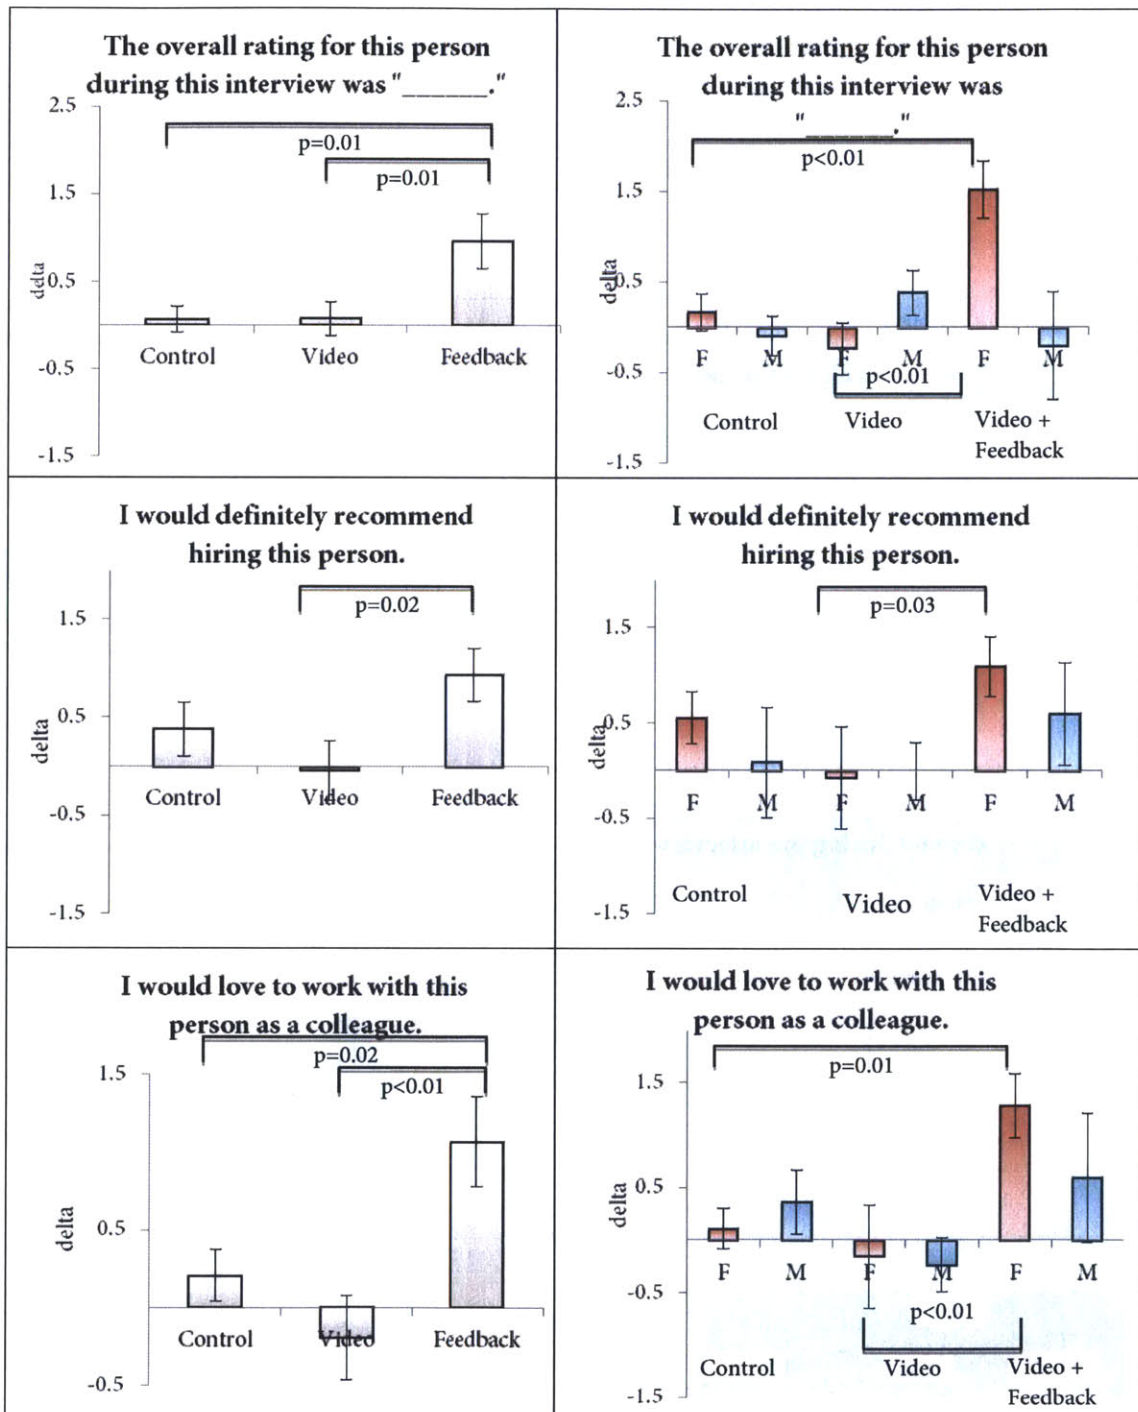 The overall rating for this person
during this interview was "_______."
2.5
p=0.01
p=0.01
1.5
delta
0.5
Control
Video
Feedback
-0.5
-1.5
The overall rating for this person
during this interview was
"_______."
2.5
p<0.01
1.5
delta
0.5
F
M
F
M
F
M
-0.5
p<0.01
Control
Video
Video +
Feedback
-1.5
I would definitely recommend
hiring this person.
p=0.02
1.5
0.5
delta
Control
Video
Feedback
-0.5
-1.5
I would definitely recommend
hiring this person.
p=0.03
1.5
0.5
delta
F
M
F
M
F
M
-0.5
Control
Video
Video +
Feedback
-1.5
I would love to work with this
person as a colleague.
p=0.02
1.5
p<0.01
0.5
delta
Control
Video
Feedback
-0.5
I would love to work with this
person as a colleague.
p=0.01
1.5
0.5
delta
F
M
F
M
F
M
-0.5
p<0.01
Control
Video
Video +
Feedback
-1.5